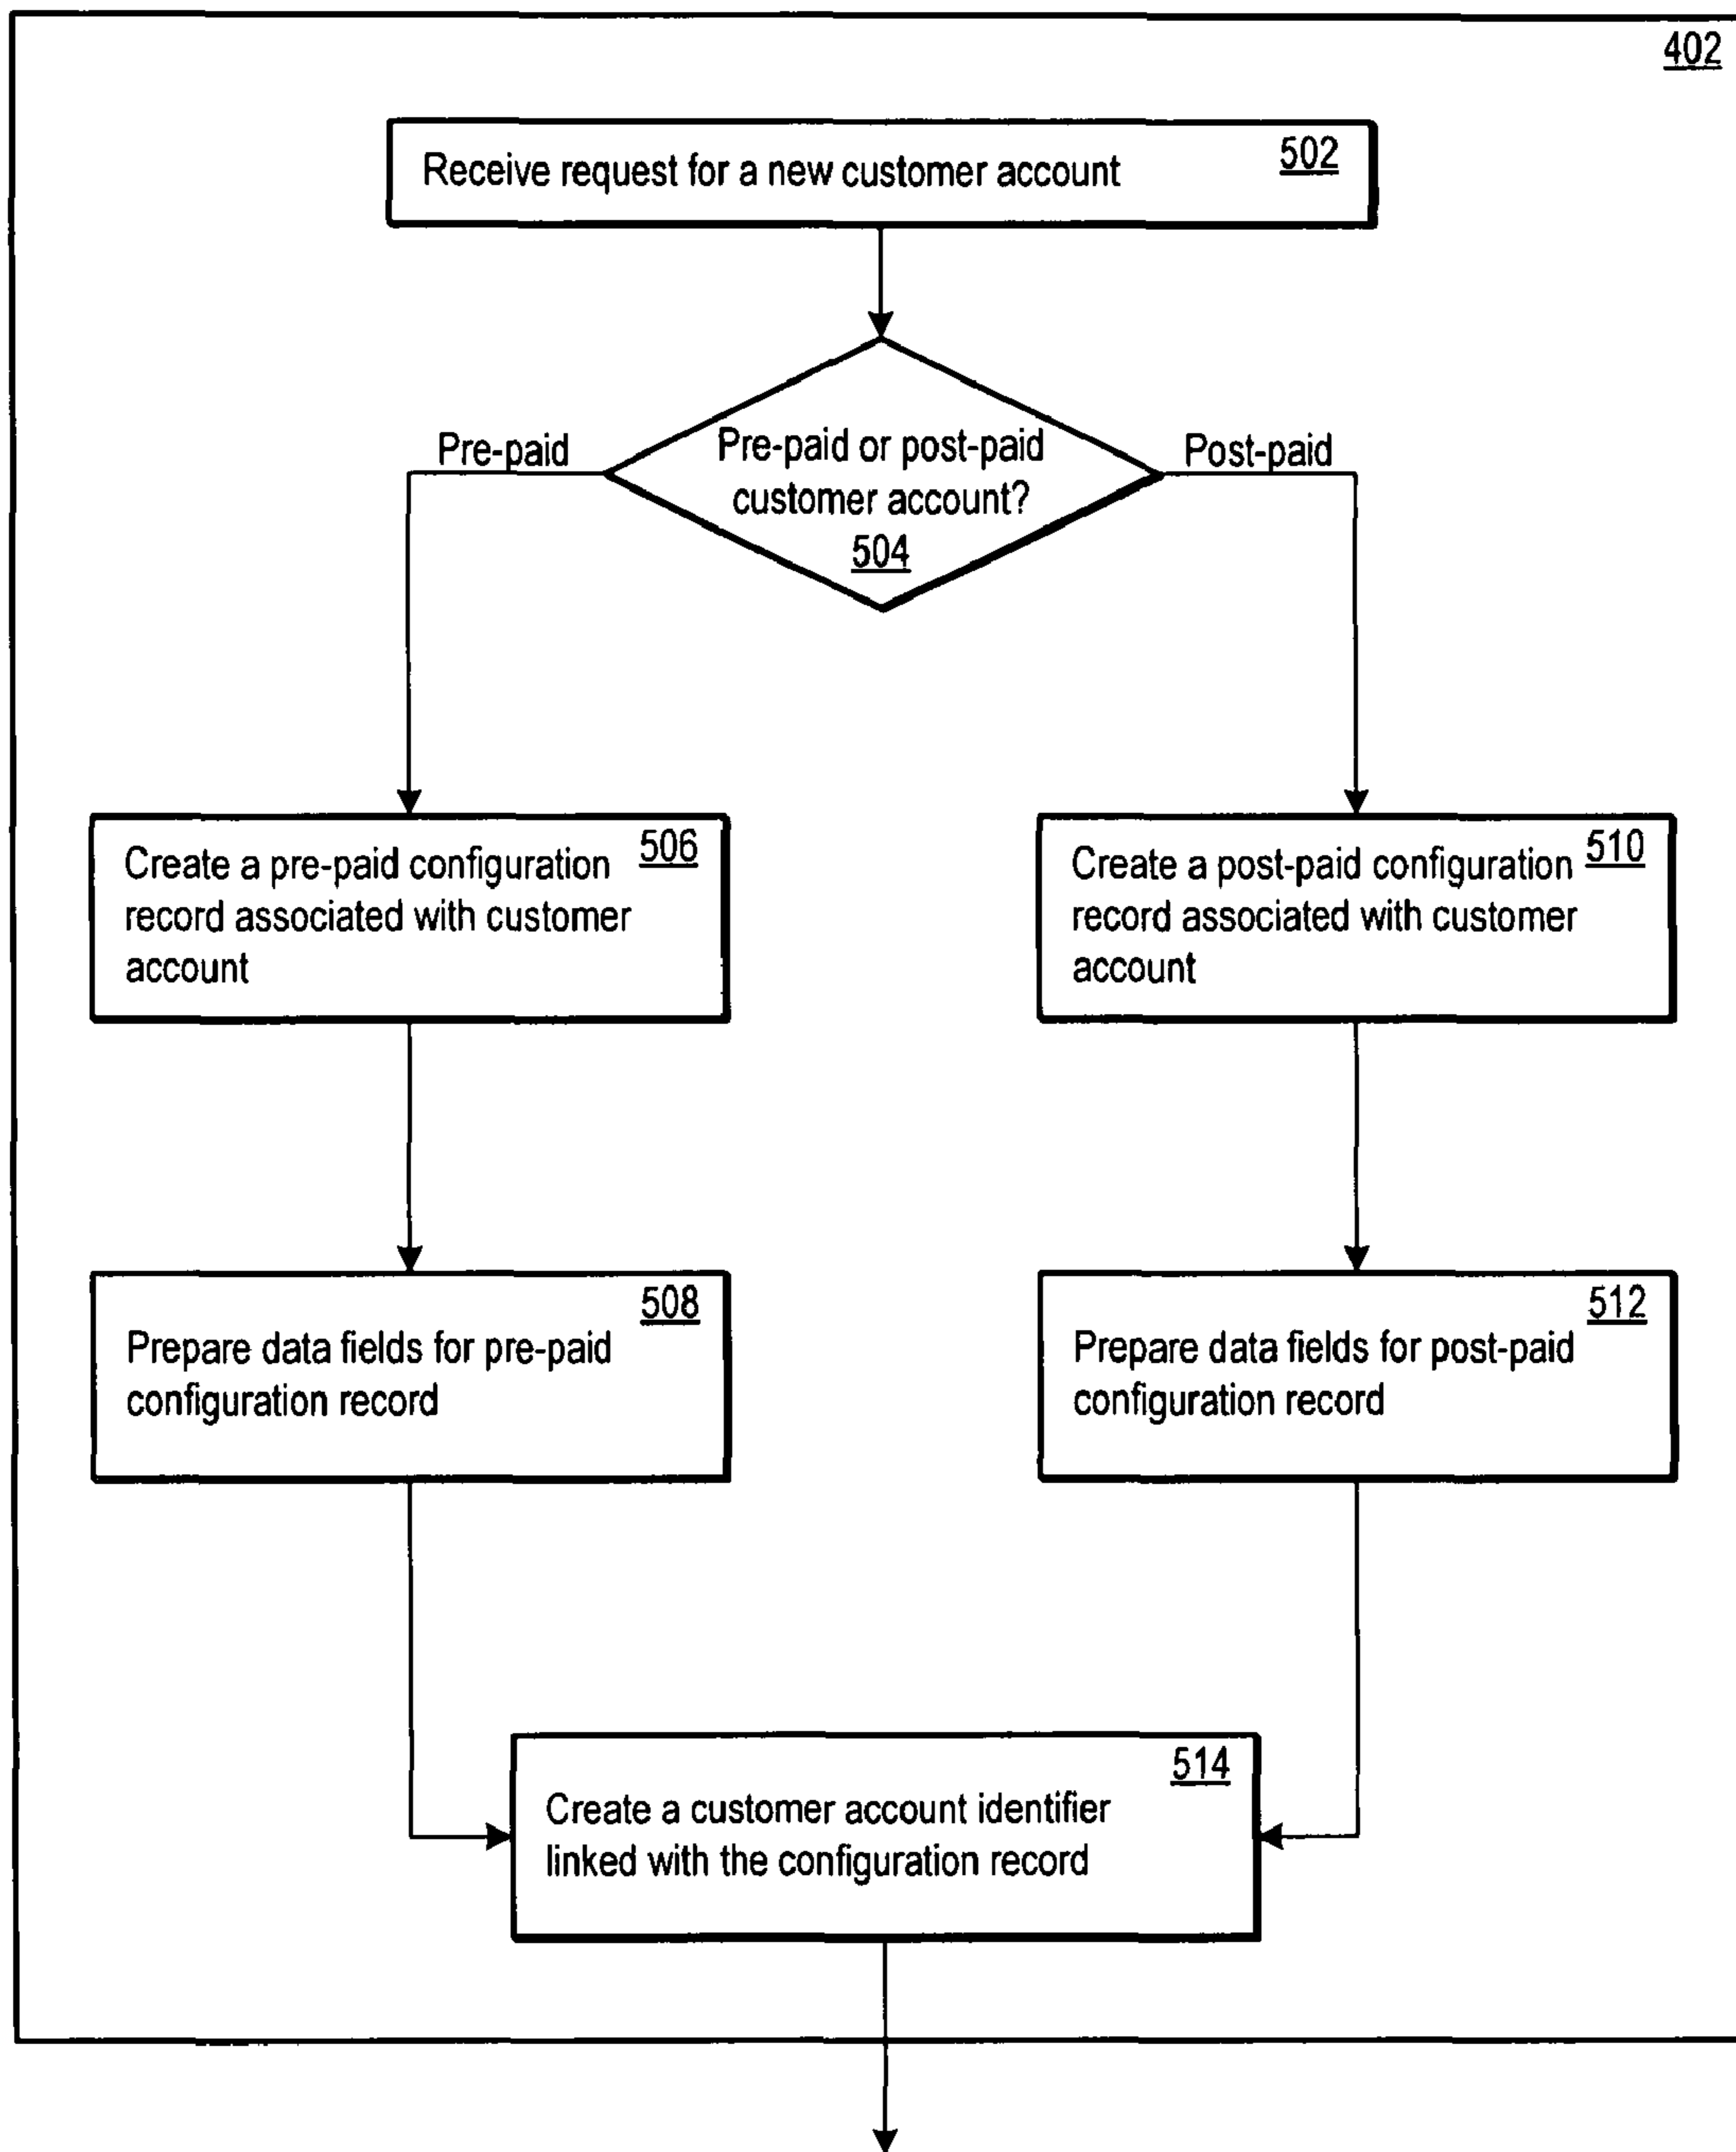 402
Receive request for a new customer account 502
Pre-paid
Pre-paid or post-paid
customer account?
504
Post-paid
Create a pre-paid configuration 506
record associated with customer
account
Create a post-paid configuration 510
record associated with customer
account
508
Prepare data fields for pre-paid
configuration record
512
Prepare data fields for post-paid
configuration record
514
Create a customer account identifier
linked with the configuration record